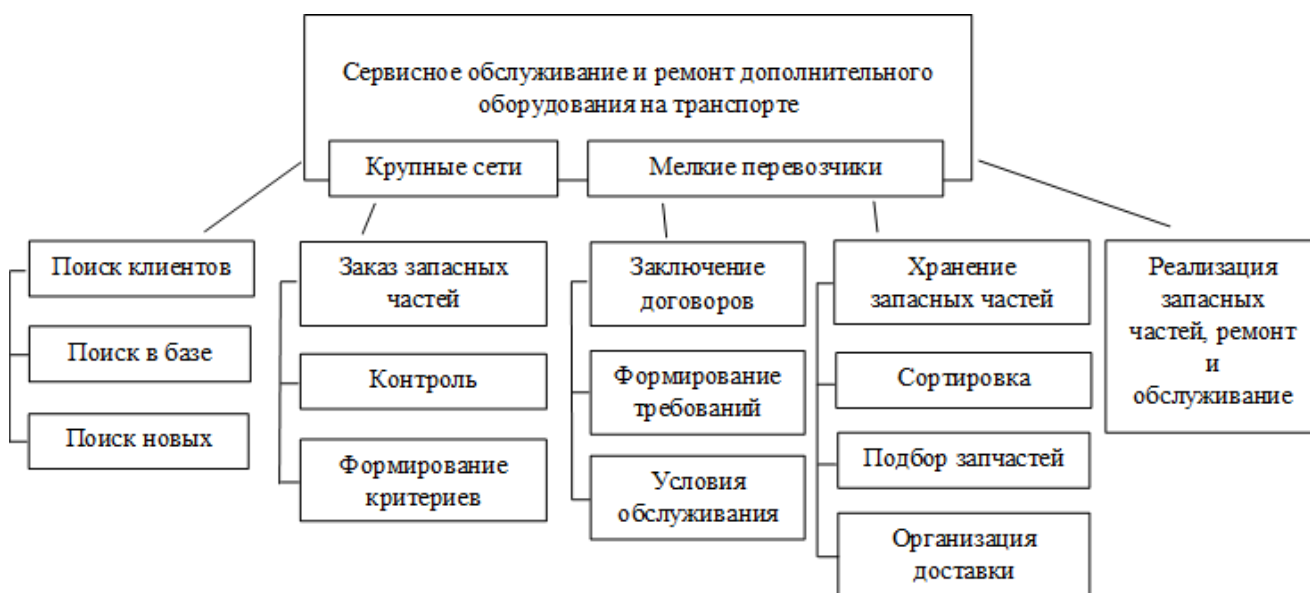 Сервисное обслуживание и ремонт дополнительного
оборудования на транспорте
Крупные сети
Мелкие перевозчики
Поиск клиентов
Поиск в базе
Поиск новых
Заказ запасных
частей
Контроль
Формирование
критериев
Заключение
договоров
Формирование
требований
Условия
обслуживания
Хранение
запасных частей
Сортировка
Подбор запчастей
Организация
доставки
Реализация
запасных
частей, ремонт
и
обслуживание